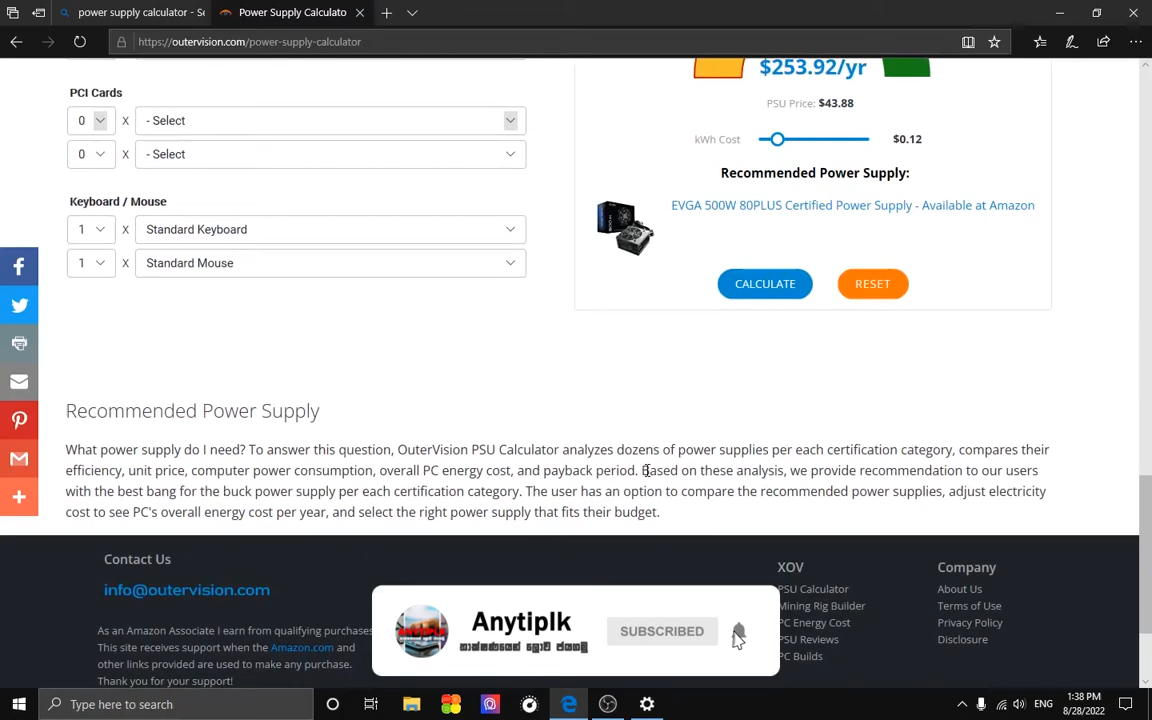 power supply calculator - Se
Power Supply Calculato
https://outervision.com/power-supply-calculator
PCI Cards
0 X - Select
0 X - Select
Keyboard / Mouse
1 X Standard Keyboard
1 X Standard Mouse
$253.92/yr
PSU Price: $43.88
kWh Cost $0.12
Recommended Power Supply:
EVGA 500W 80PLUS Certified Power Supply - Available at Amazon
CALCULATE RESET
Recommended Power Supply
What power supply do I need? To answer this question, OuterVision PSU Calculator analyzes dozens of power supplies per each certification category, compares their
efficiency, unit price, computer power consumption, overall PC energy cost, and payback period. Based on these analysis, we provide recommendation to our users
with the best bang for the buck power supply per each certification category. The user has an option to compare the recommended power supplies, adjust electricity
cost to see PC's overall energy cost per year, and select the right power supply that fits their budget.
Contact Us
info@outervision.com
As an Amazon Associate i earn from qualifying purchases
This site receives support when the Amazon.com and
other links provided are used to make any purchase.
Thank you for your support!
XOV
PSU Calculator
Mining Rig Builder
PC Energy Cost
PSU Reviews
PC Builds
Company
About Us
Terms of Use
Privacy Policy
Disclosure
Anytiplk
SUBSCRIBED
Type here to search
ENG
1:38 PM
8/28/2022